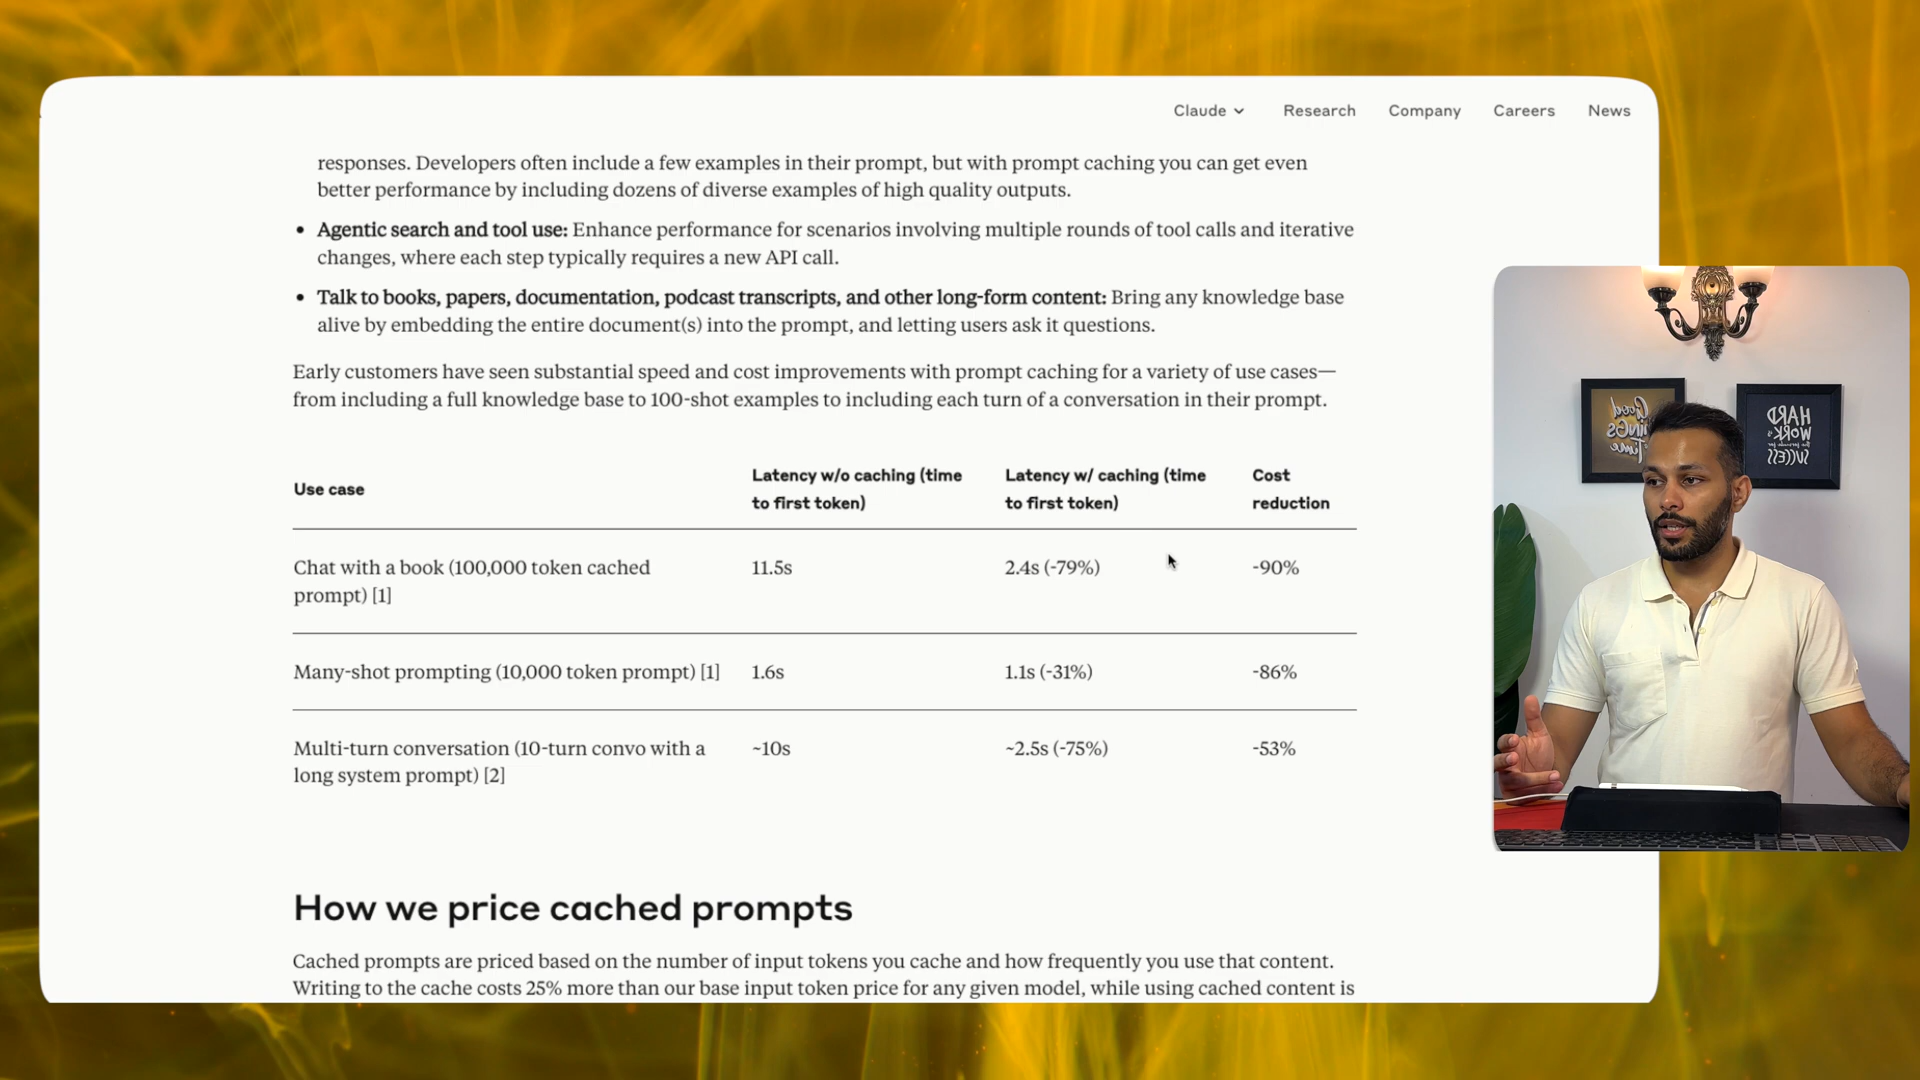 Claude Research Company Careers News
responses. Developers often include a few examples in their prompt, but with prompt caching you can get even
better performance by including dozens of diverse examples of high quality outputs.
• Agentic search and tool use: Enhance performance for scenarios involving multiple rounds of tool calls and iterative
changes, where each step typically requires a new API call.
• Talk to books, papers, documentation, podcast transcripts, and other long-form content: Bring any knowledge base
alive by embedding the entire document(s) into the prompt, and letting users ask it questions.
Early customers have seen substantial speed and cost improvements with prompt caching for a variety of use cases—
from including a full knowledge base to 100-shot examples to including each turn of a conversation in their prompt.
Use case
Latency w/o caching (time
to first token)
Latency w/ caching (time
to first token)
Cost
reduction
Chat with a book (100,000 token cached
prompt) [1]
11.5s
2.4s (-79%)
-90%
Many-shot prompting (10,000 token prompt) [1]
1.6s
1.1s (-31%)
-86%
Multi-turn conversation (10-turn convo with a
long system prompt) [2]
~10s
~2.5s (-75%)
-53%
How we price cached prompts
Cached prompts are priced based on the number of input tokens you cache and how frequently you use that content.
Writing to the cache costs 25% more than our base input token price for any given model, while using cached content is
Good
Time
HARD
WORK
SUCCESS